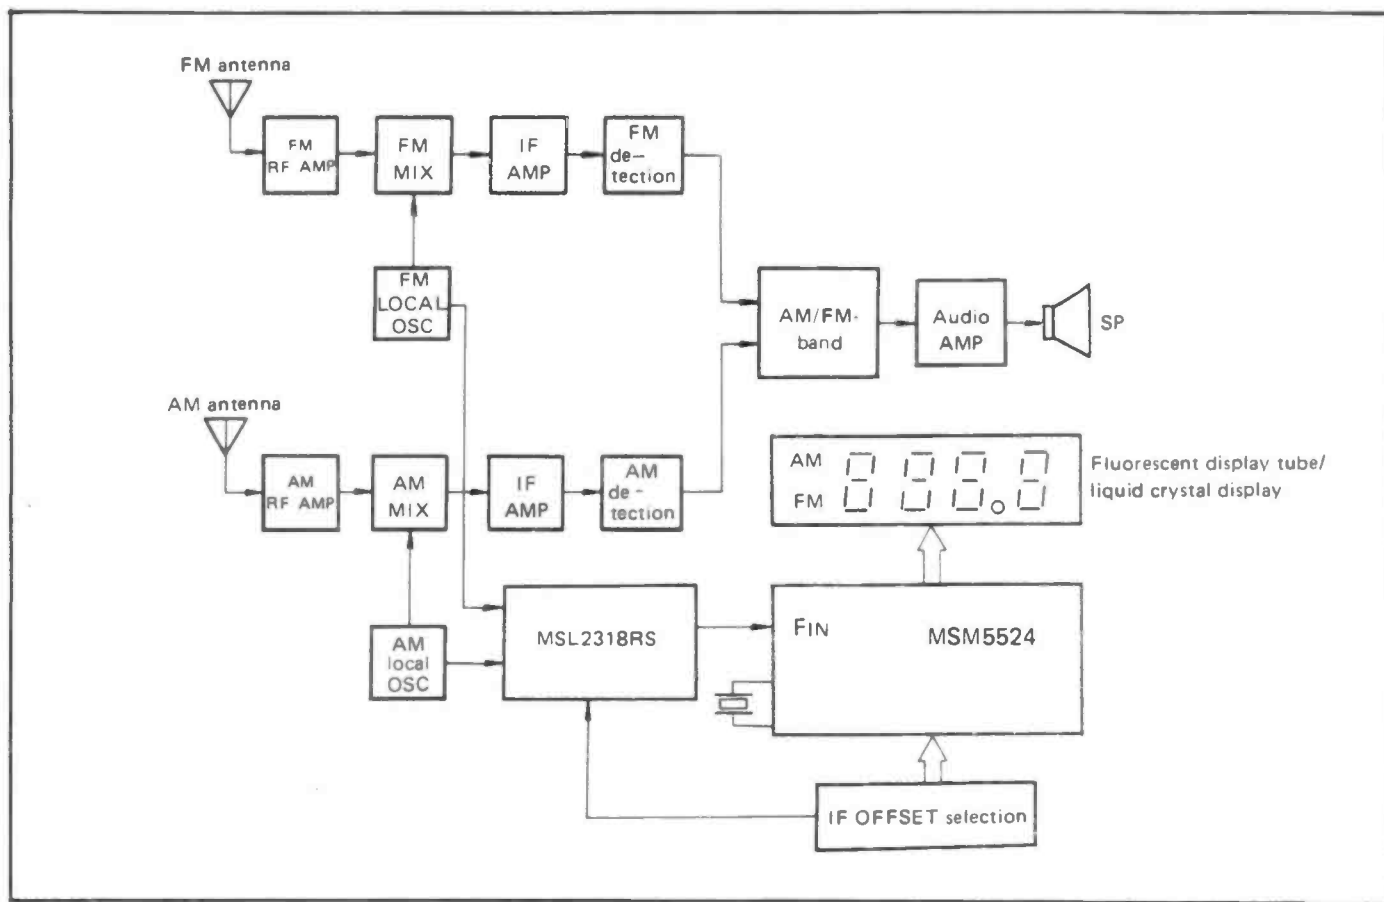 FM antenna
FM
RF AMP
FM
MIX
IF
AMP
FM
de-
tection
FM
LOCAL
OSC
AM/FM-
band
Audio
AMP
SP
AM antenna
AM
RF AMP
AM
MIX
IF
AMP
AM
de-
tection
AM
FM
888.8
Fluorescent display tube/
liquid crystal display
AM
local
OSC
MSL2318RS
FIN
MSM5524
IF OFFSET selection